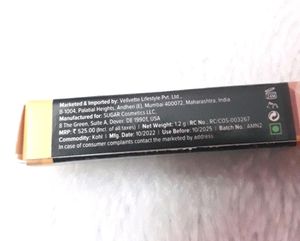 Marketed & Imported by: Vellvette Lifestyle Pvt. Ltd.,
B-1004, Palatial Heights, Andheri (E), Mumbai 400072, Maharashtra, India
Manufactured for: SUGAR Cosmetics LLC.
8 The Green, Suite A, Dover, DE 19901, USA
MRP: ₹ 525.00 (Incl. of all taxes) | Net Weight: 1.2 g | RC No.: RC/COS-003267
Commodity: Kohl | Mfg. Date: 10/2022 | Use Before: 10/2025 | Batch No.: AMN2
In case of consumer complaints contact the marketer at above address